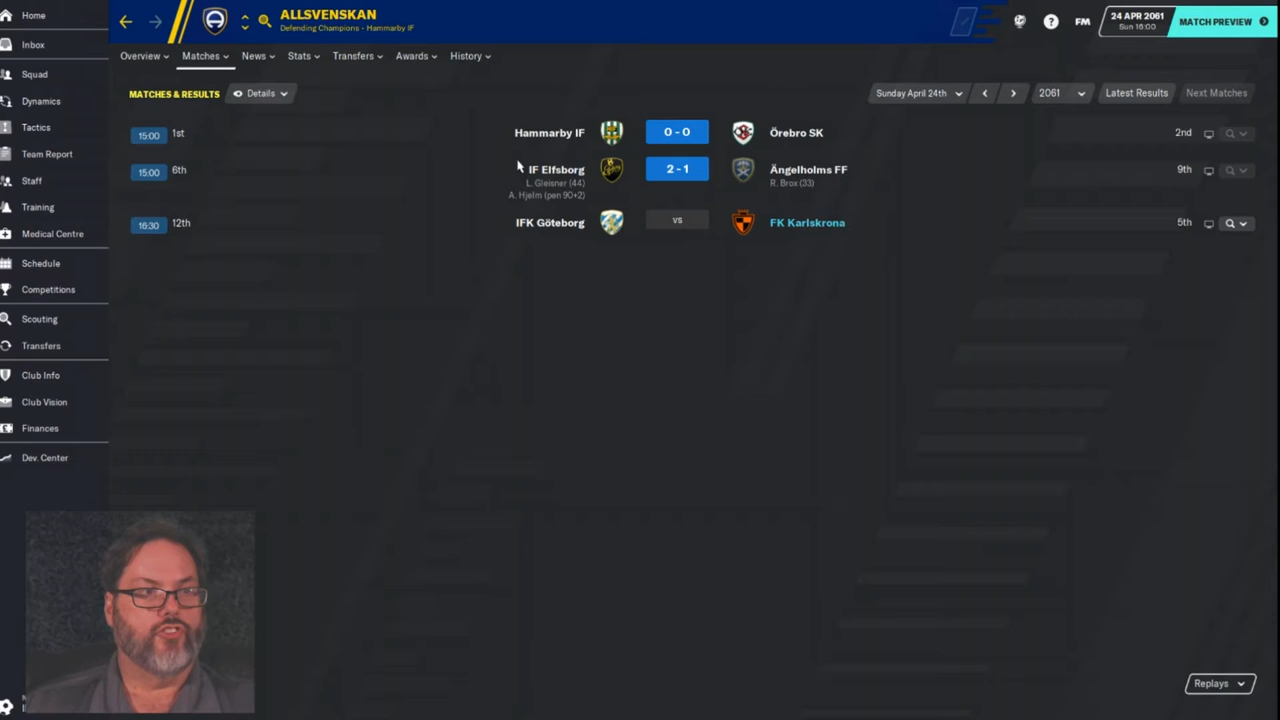 Home
Inbox
Squad
Dynamics
Tactics
Team Report
Staff
Training
Medical Centre
Schedule
Competitions
Scouting
Transfers
Club Info
Club Vision
Finances
Dev. Center
ALLSVENSKAN
Defending Champions - Hammarby IF
FM
24 APR 2061
Sun 16:00
MATCH PREVIEW
Overview Matches News Stats Transfers Awards History
MATCHES & RESULTS Details
Sunday April 24th 2061 Latest Results Next Matches
15:00 1st Hammarby IF 0 - 0 Örebro SK 2nd
15:00 6th IF Elfsborg 2 - 1 Ängelholms FF 9th
L. Gleisner (44) R. Brox (33)
A. Hjelm (pen 90+2)
16:30 12th IFK Göteborg vs FK Karlskrona 5th
Replays